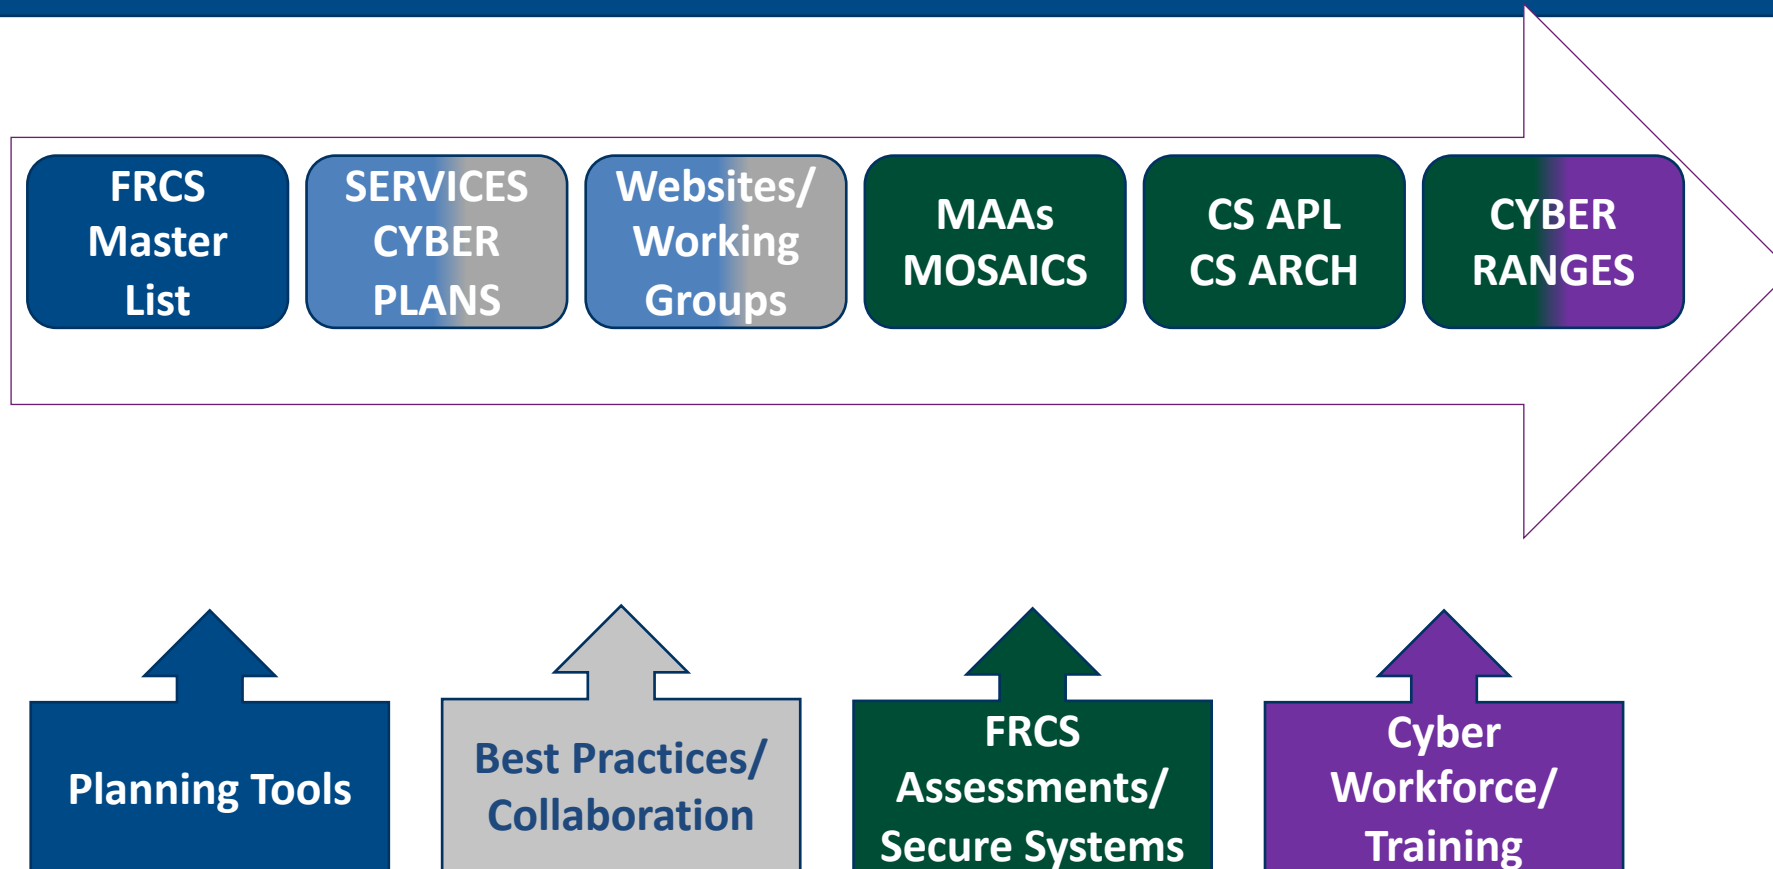 FRCS
Master
List
SERVICES
CYBER
PLANS
Websites/
Working
Groups
MAAs
MOSAICS
CS APL
CS ARCH
CYBER
RANGES
Planning Tools
Best Practices/
Collaboration
FRCS
Assessments/
Secure Systems
Cyber
Workforce/
Training